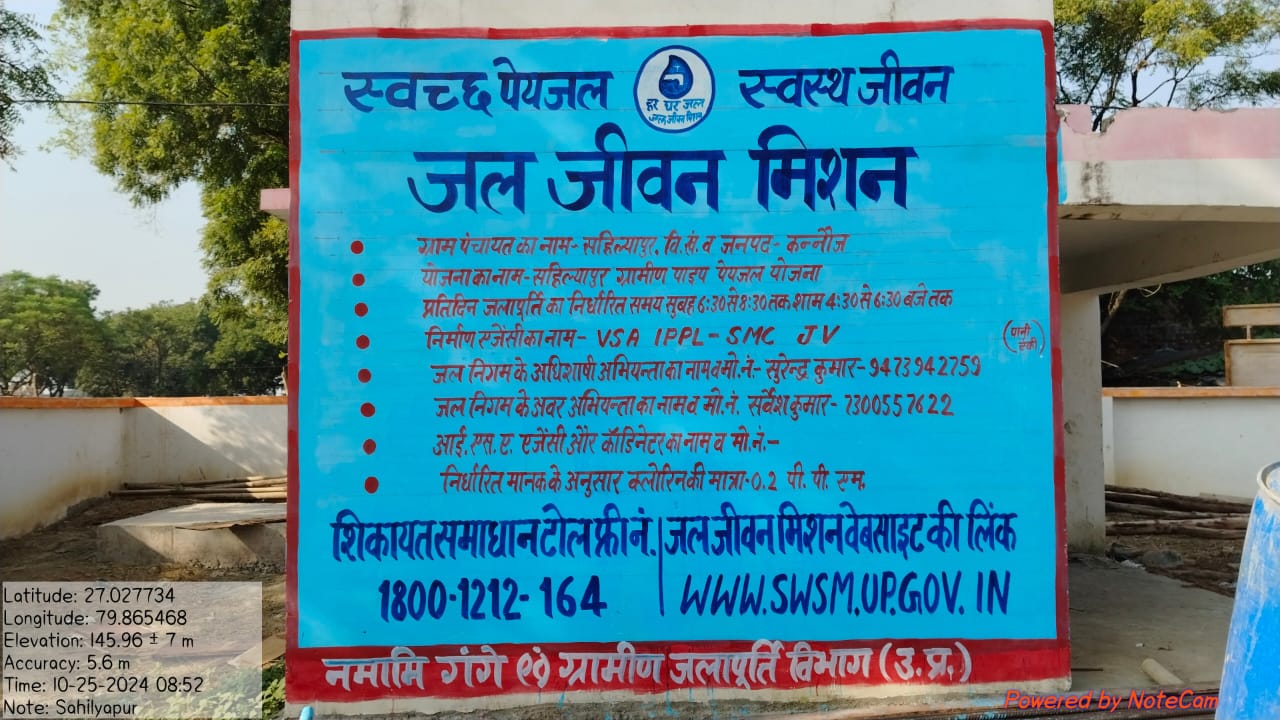 स्वच्छ पेयजल स्वस्थ जीवन
हर घर जल
जल जीवन मिशन
जल जीवन मिशन
ग्राम पंचायत का नाम- सहिल्यापुर, वि.सं. व जनपद- कन्नौज
योजना का नाम-सहिल्यापुर ग्रामीण पाइप पेयजल योजना
प्रतिदिन जलापूर्ति का निर्धारित समय सुबह 6:30 से 8:30 तक शाम 4:30 से 6:30 बजे तक
निर्माण एजेंसी का नाम- VSA IPPL-SMC JV
(पानी टंकी)
जल निगम के अधिशाषी अभियन्ता का नाम व मो.नं.- सुरेन्द्र कुमार-9473942759
जल निगम के अवर अभियन्ता का नाम व मो.नं. सर्वेश कुमार- 7300557622
आई.एस.ए. एजेंसी और कॉडिनेटर का नाम व मो.नं.-
निर्धारित मानक के अनुसार क्लोरिन की मात्रा-0.2 पी. पी. एम.
शिकायत समाधान टोल फ्री नं. जल जीवन मिशन वेबसाइट की लिंक
1800-1212-164 WWW.SWSM.UP.GOV.IN
नमामि गंगे एवं ग्रामीण जलापूर्ति विभाग (उ.प्र.)
Latitude: 27.027734
Longitude: 79.865468
Elevation: 145.96 ± 7 m
Accuracy: 5.6 m
Time: 10-25-2024 08:52
Note: Sahilyapur
Powered by NoteCam